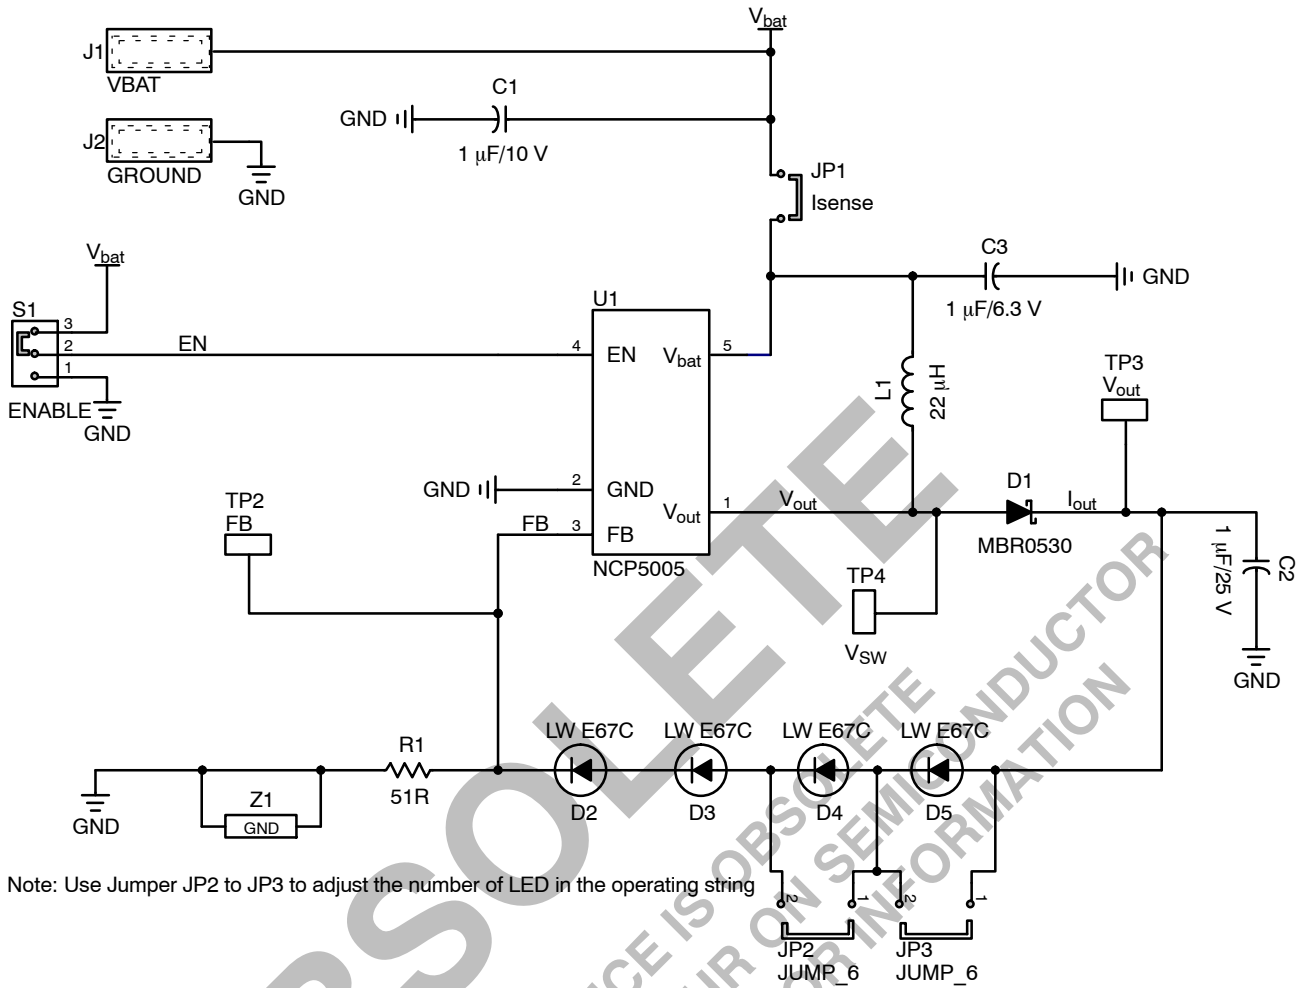 Vbat
J1
VBAT
C1
GND
1 μF/10 V
J2
GROUND
GND
JP1
Isense
Vbat
C3
GND
1 μF/6.3 V
S1
3
2
1
EN
ENABLE
GND
U1
4
EN
Vbat
5
L1
22 μH
TP3
Vout
GND
2
GND
Vout
1
Vout
D1
Iout
MBR0530
TP2
FB
FB
3
FB
NCP5005
TP4
VSW
1 μF/25 V
C2
GND
LW E67C
LW E67C
LW E67C
LW E67C
R1
51R
D2
D3
D4
D5
GND
Z1
GND
Note: Use Jumper JP2 to JP3 to adjust the number of LED in the operating string
2
1
2
1
JP2
JUMP_6
JP3
JUMP_6
OBSOLETE
ICE IS OBSOLETE
UR ON SEMICONDUCTOR
OR INFORMATION